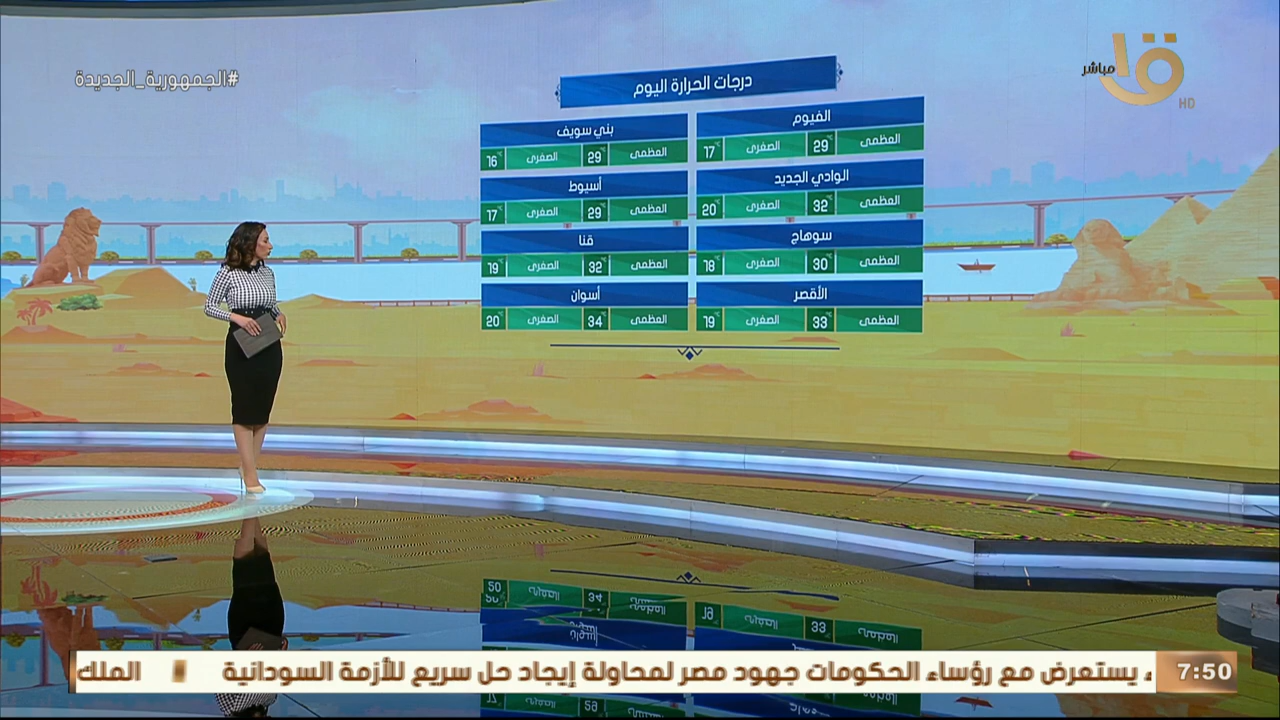 #الجمهورية_الجديدة
مباشر
HD
درجات الحرارة اليوم
الفيوم
العظمى 29°c الصغرى 17°c
بني سويف
العظمى 29°c الصغرى 16°c
الوادي الجديد
العظمى 32°c الصغرى 20°c
أسيوط
العظمى 29°c الصغرى 17°c
سوهاج
العظمى 30°c الصغرى 18°c
قنا
العظمى 32°c الصغرى 19°c
الأقصر
العظمى 33°c الصغرى 19°c
أسوان
العظمى 34°c الصغرى 20°c
7:50
، يستعرض مع رؤساء الحكومات جهود مصر لمحاولة إيجاد حل سريع للأزمة السودانية
الملك